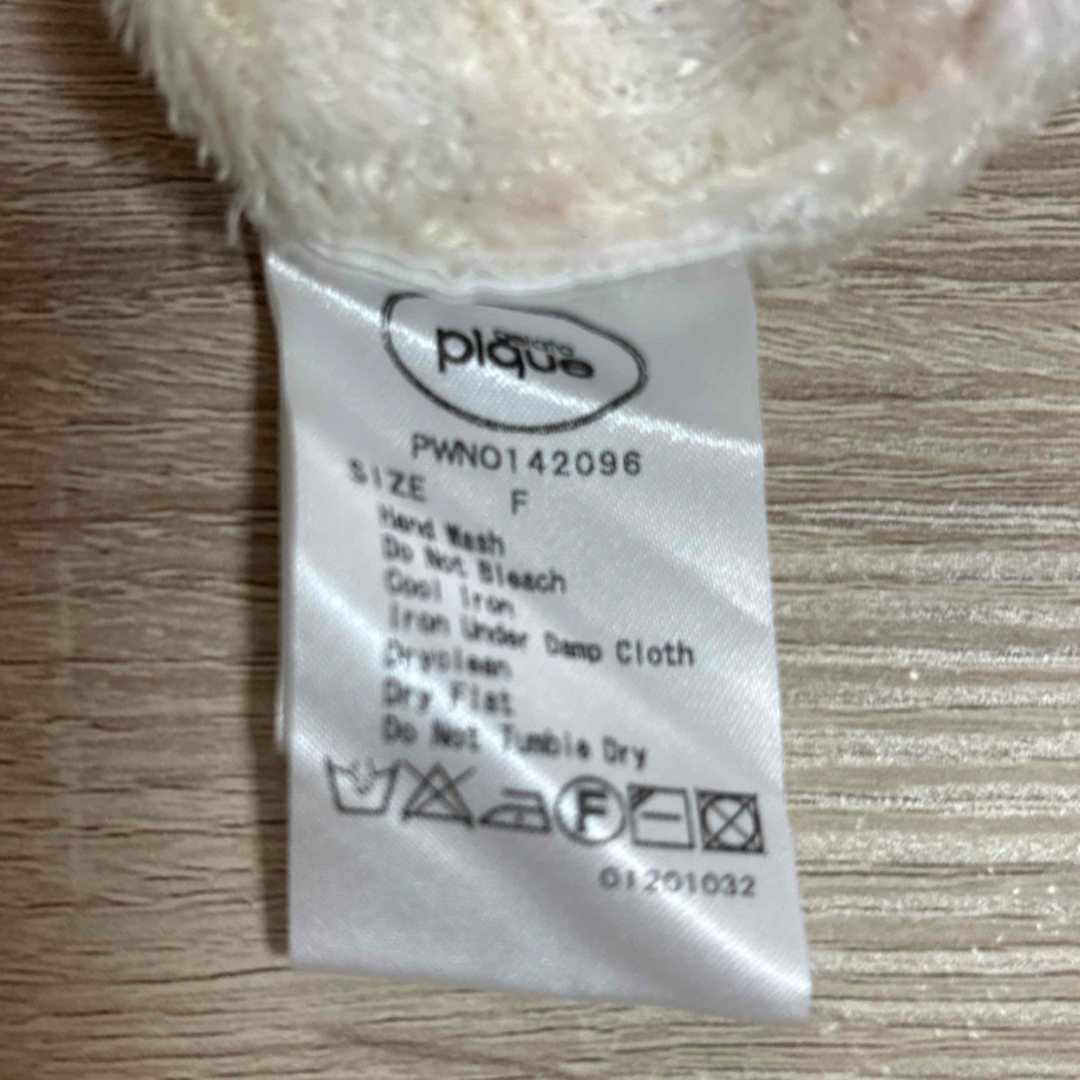 gelato
pique
PWNO142096
SIZE F
Hand Wash
Do Not Bleach
Cool Iron
Iron Under Damp Cloth
Dryclean
Dry Flat
Do Not Tumble Dry
F
01201032